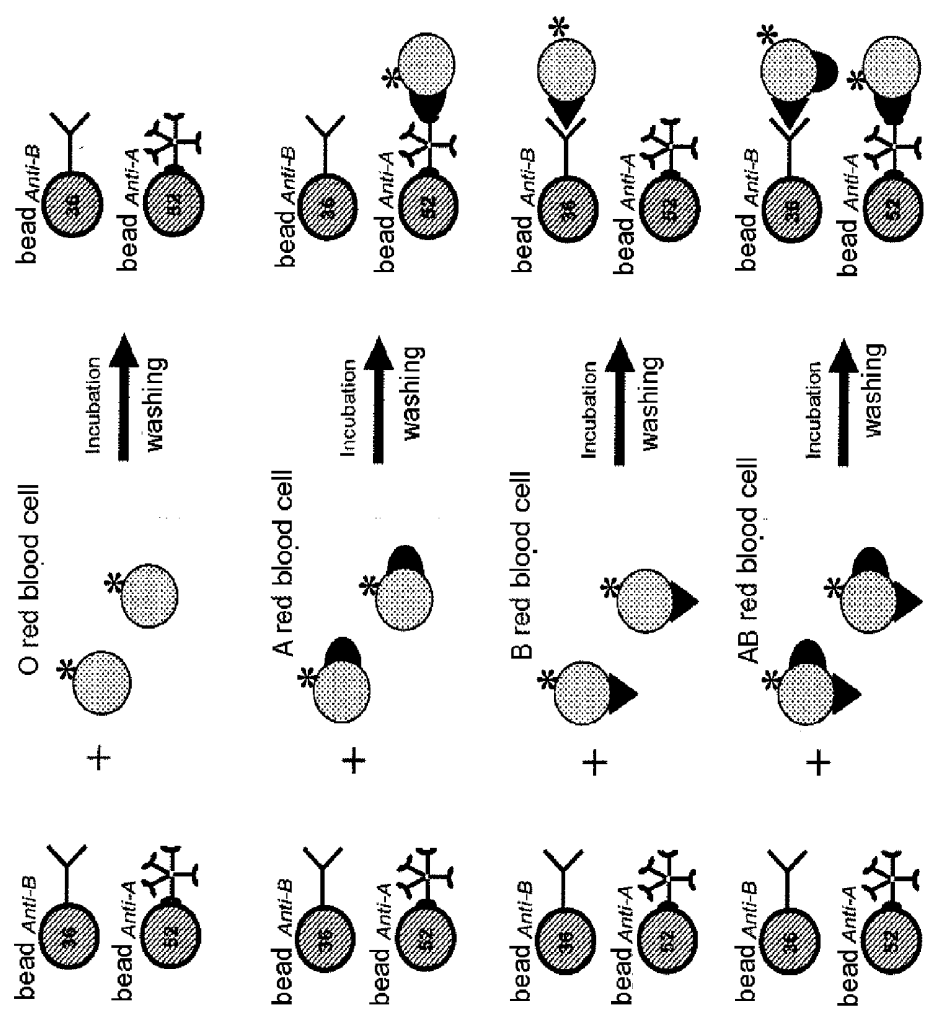 O red blood cell
bead Anti-B
36
bead Anti-A
52
+
*
*
Incubation
washing
bead Anti-B
36
bead Anti-A
52
A red blood cell
bead Anti-B
36
bead Anti-A
52
+
*
*
Incubation
washing
bead Anti-B
36
bead Anti-A
52
*
B red blood cell
bead Anti-B
36
bead Anti-A
52
+
*
*
Incubation
washing
bead Anti-B
36
*
bead Anti-A
52
AB red blood cell
bead Anti-B
36
bead Anti-A
52
+
*
*
Incubation
washing
bead Anti-B
36
*
bead Anti-A
52
*